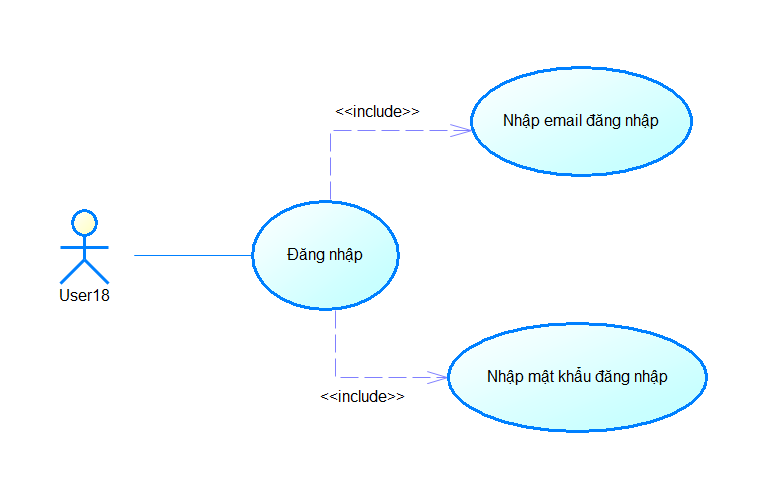 <<include>>
Nhập email đăng nhập
Đăng nhập
User18
Nhập mật khẩu đăng nhập
<<include>>